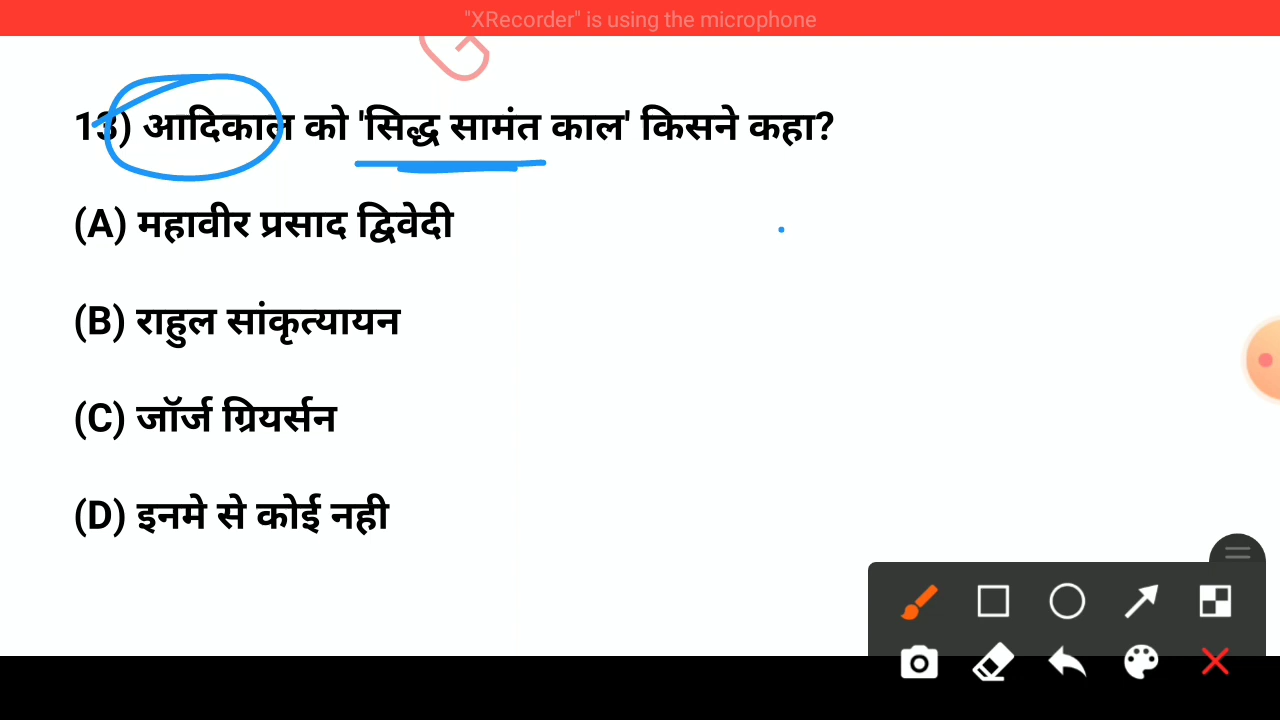 "XRecorder" is using the microphone
13) आदिकाल को 'सिद्ध सामंत काल' किसने कहा?
(A) महावीर प्रसाद द्विवेदी
(B) राहुल सांकृत्यायन
(C) जॉर्ज ग्रियर्सन
(D) इनमे से कोई नही